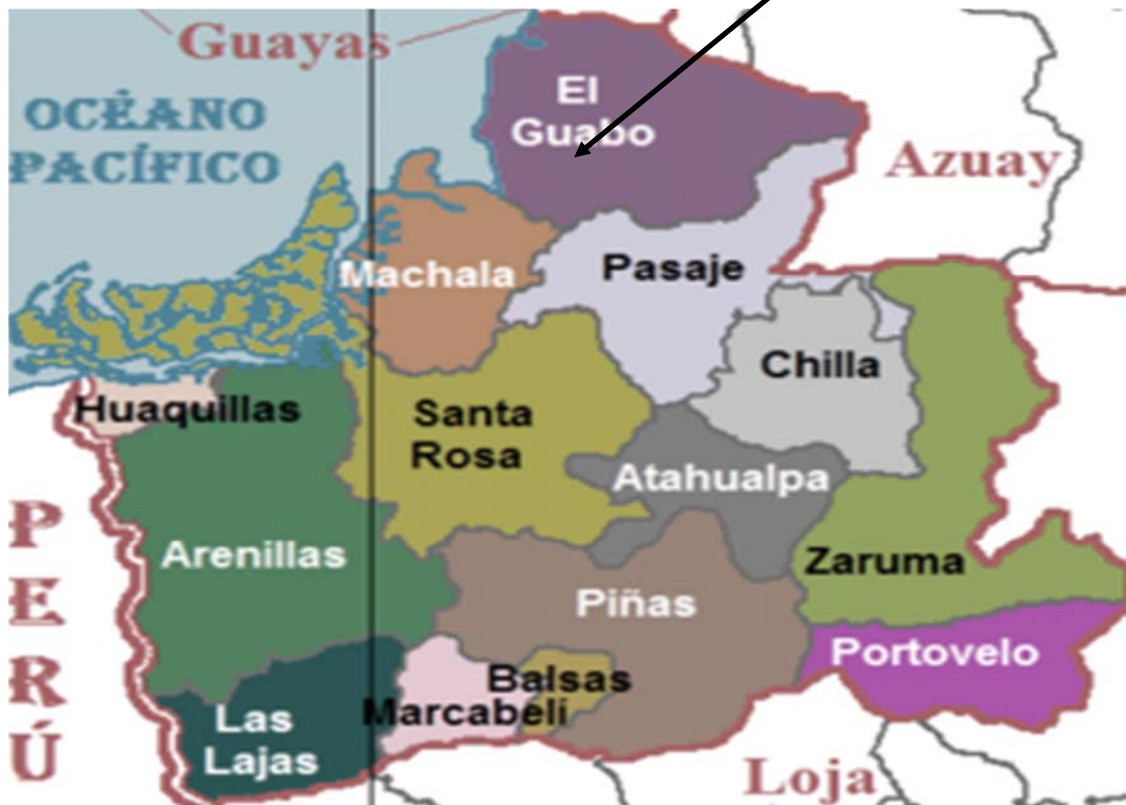 Guayas
OCÉANO
PACÍFICO
El
Guabo
Azuay
Machala
Pasaje
Chilla
Huaquillas
Santa
Rosa
Atahualpa
PERÚ
Arenillas
Zaruma
Piñas
Portovelo
Balsas
Marcabelí
Las
Lajas
Loja